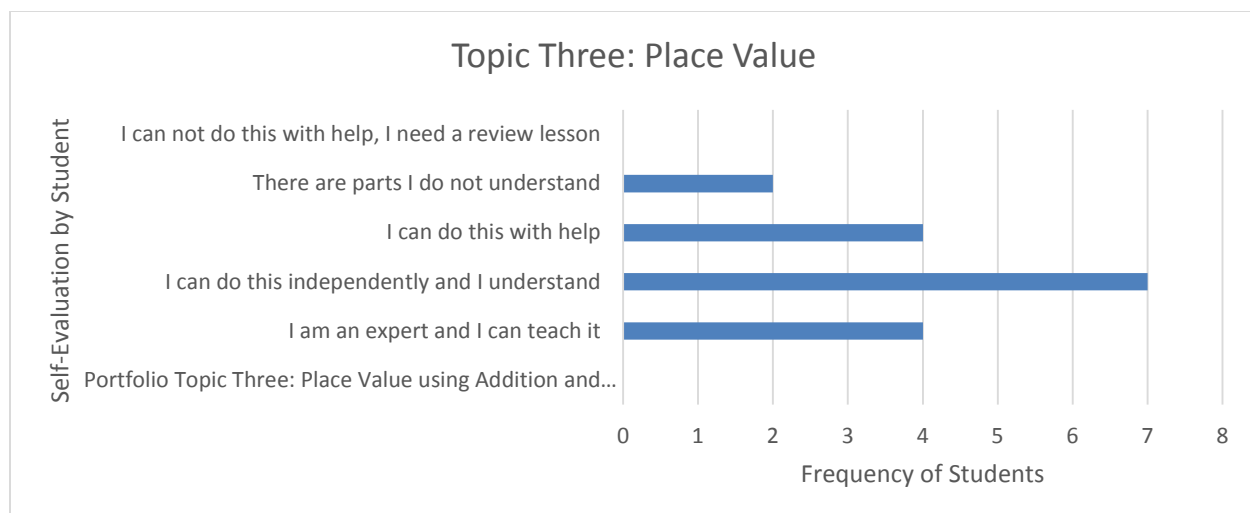 Topic Three: Place Value
Self-Evaluation by Student
I can not do this with help, I need a review lesson
There are parts I do not understand
I can do this with help
I can do this independently and I understand
I am an expert and I can teach it
Portfolio Topic Three: Place Value using Addition and…
0 1 2 3 4 5 6 7 8
Frequency of Students